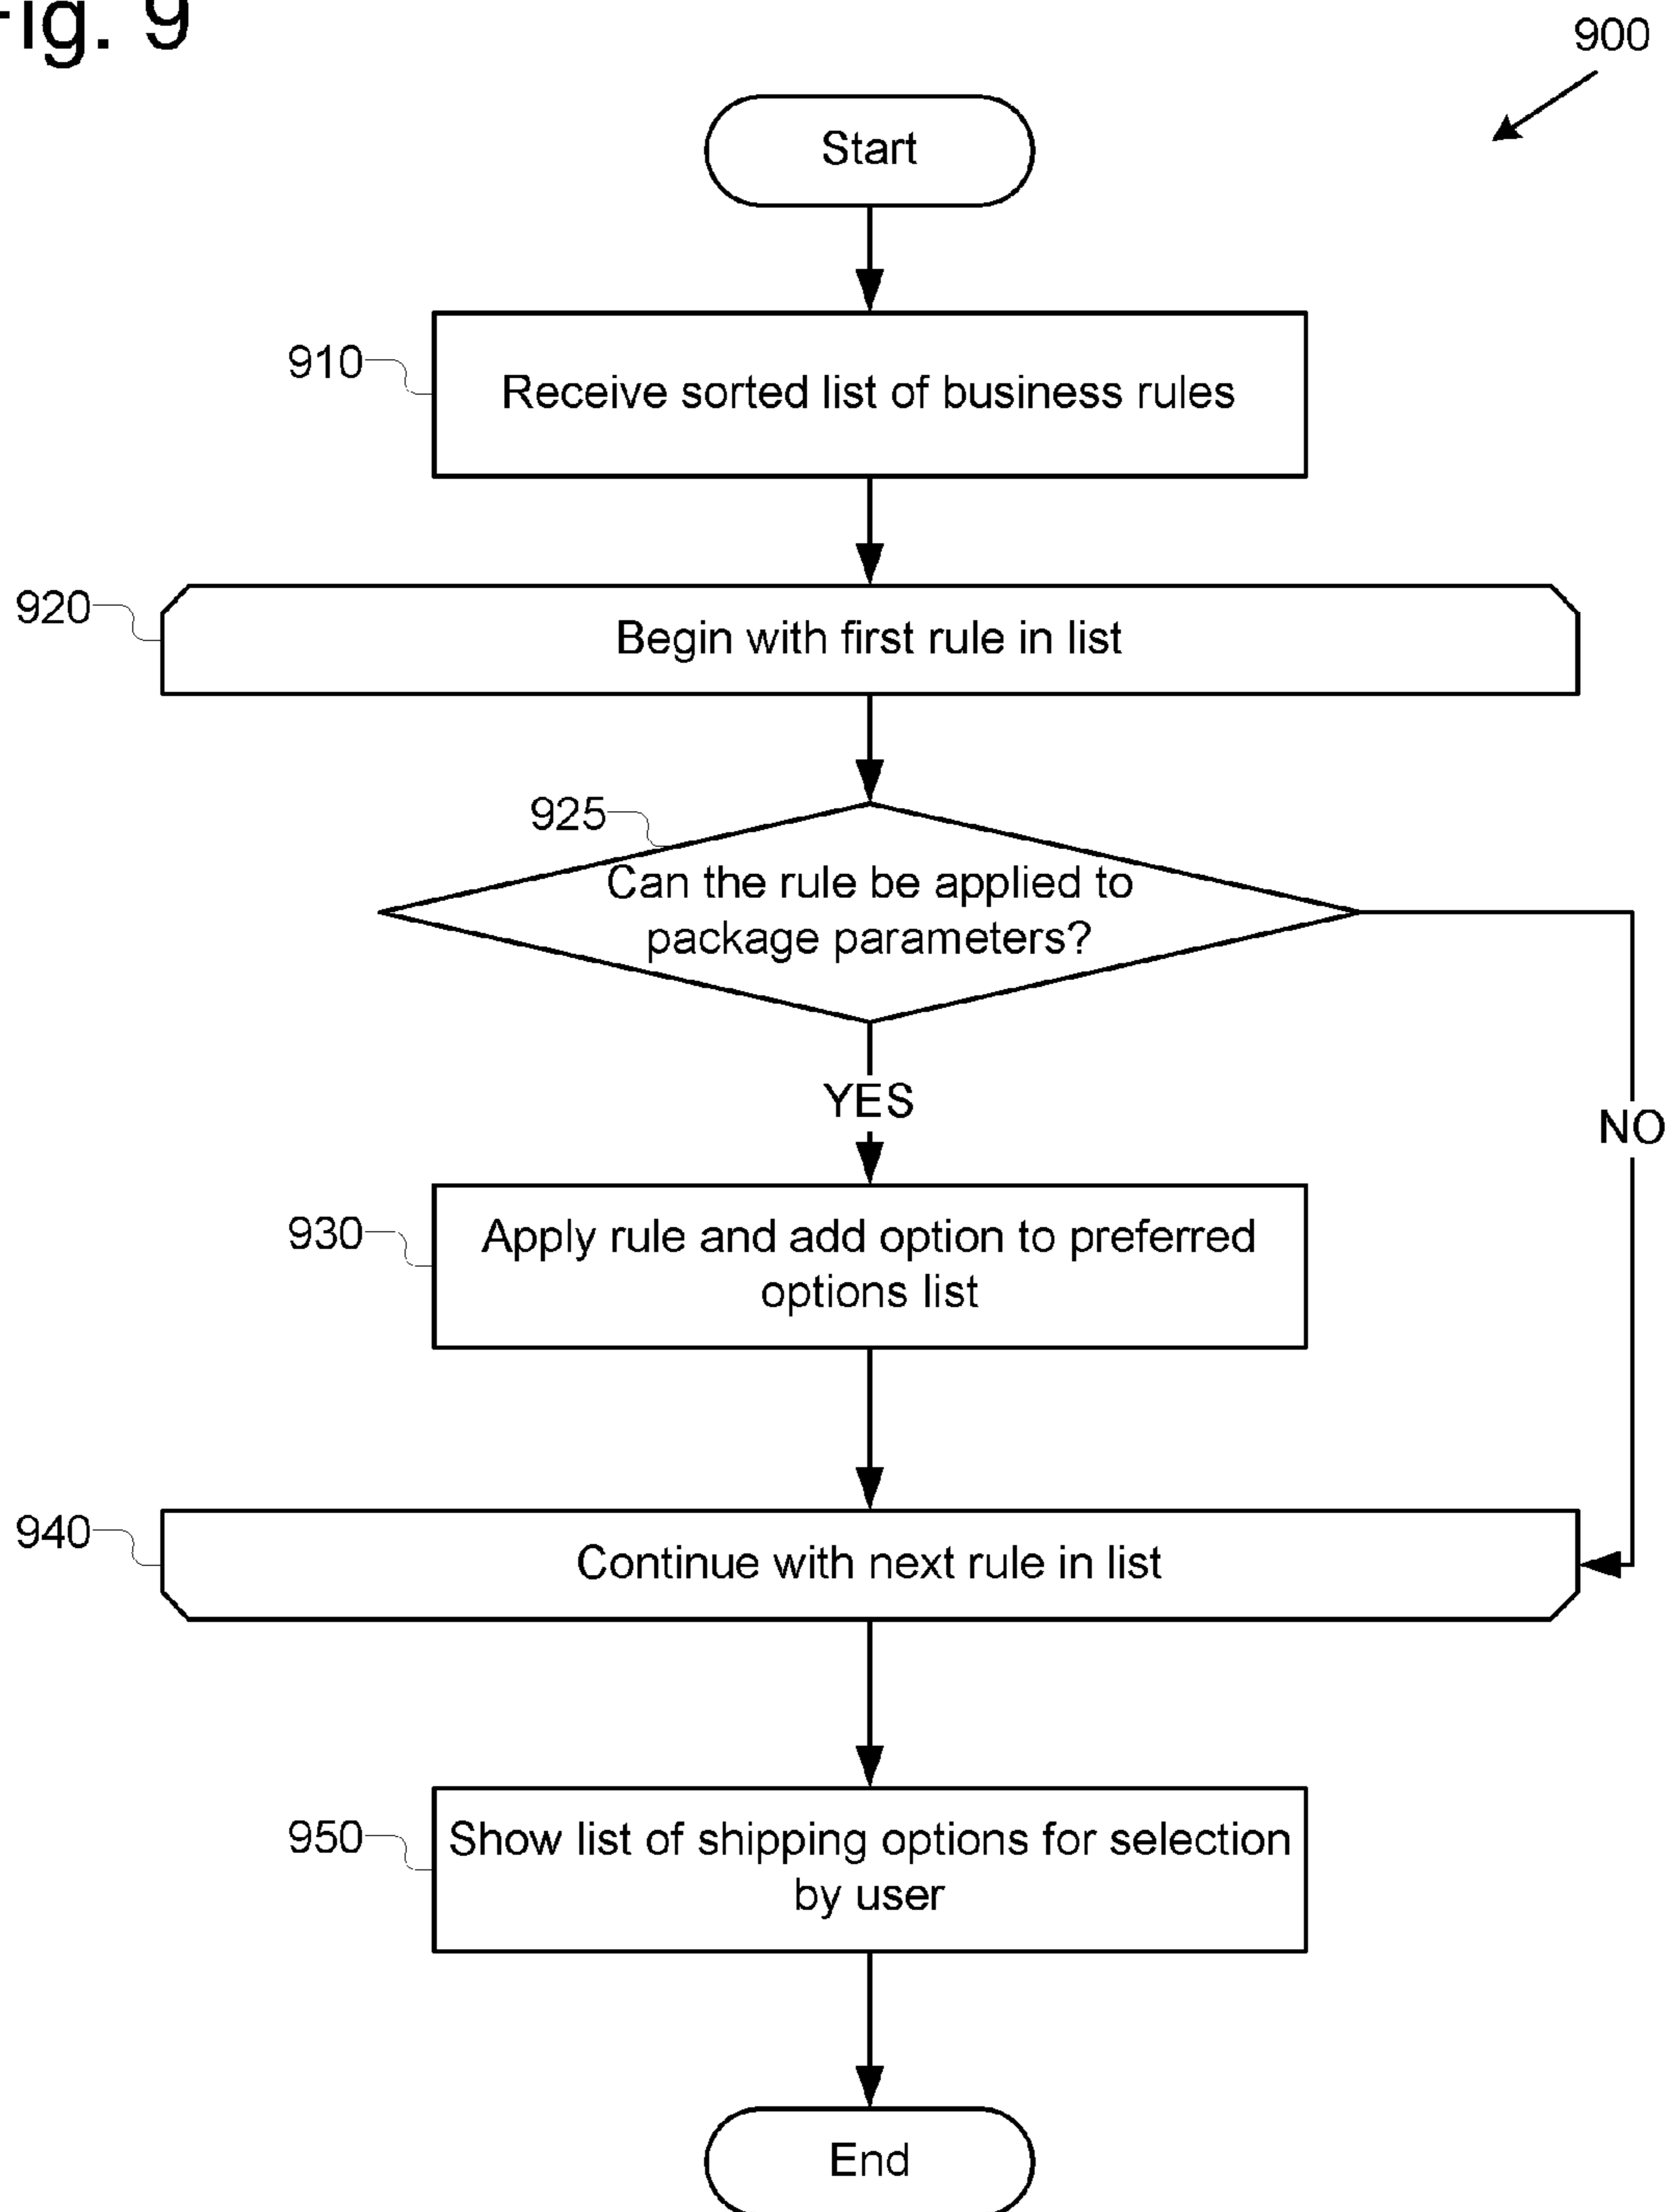 Fig. 9
900
Start
910
Receive sorted list of business rules
920
Begin with first rule in list
925
Can the rule be applied to
package parameters?
YES
NO
930
Apply rule and add option to preferred
options list
940
Continue with next rule in list
950
Show list of shipping options for selection
by user
End